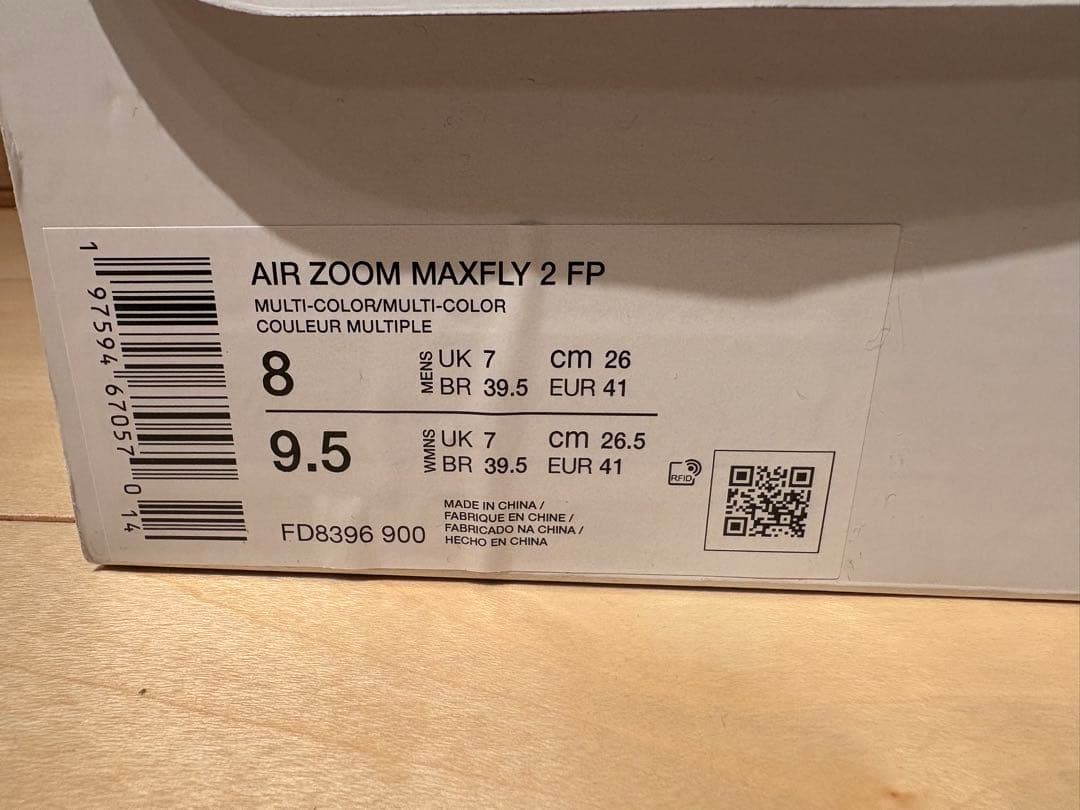 AIR ZOOM MAXFLY 2 FP
MULTI-COLOR/MULTI-COLOR
COULEUR MULTIPLE
8 MENS UK 7 cm 26
BR 39.5 EUR 41
9.5 WMNS UK 7 cm 26.5
BR 39.5 EUR 41
RFID
FD8396 900
MADE IN CHINA /
FABRIQUE EN CHINE /
FABRICADO NA CHINA /
HECHO EN CHINA
1 97594 67057 0 14